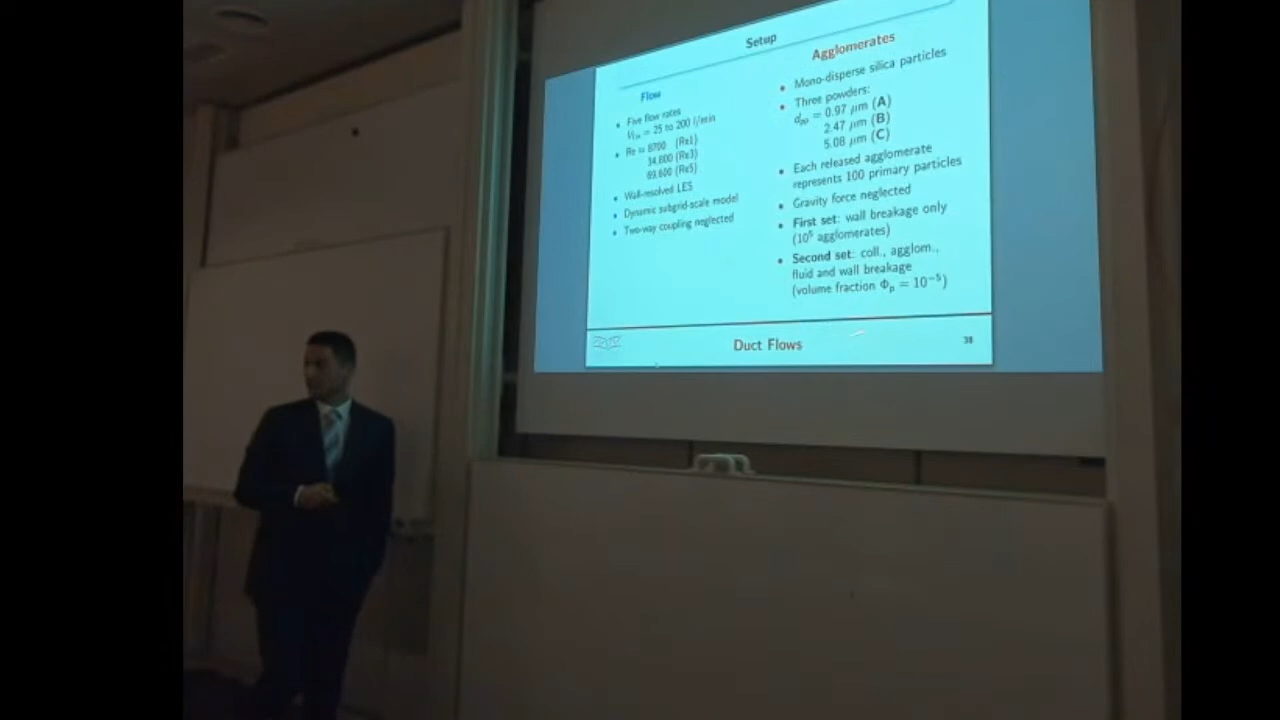 Setup
Flow
• Five flow rates
= 25 to 200 l/min
• Re = 8700 (Re1)
34,800 (Re3)
69,600 (Re5)
• Wall-resolved LES
• Dynamic subgrid-scale model
• Two-way coupling neglected
Agglomerates
• Mono-disperse silica particles
• Three powders:
dpp = 0.97 μm (A)
2.47 μm (B)
5.08 μm (C)
• Each released agglomerate
represents 100 primary particles
• Gravity force neglected
• First set: wall breakage only
(10⁵ agglomerates)
• Second set: coll., agglom.,
fluid and wall breakage
(volume fraction Φp = 10⁻⁵)
Duct Flows
38